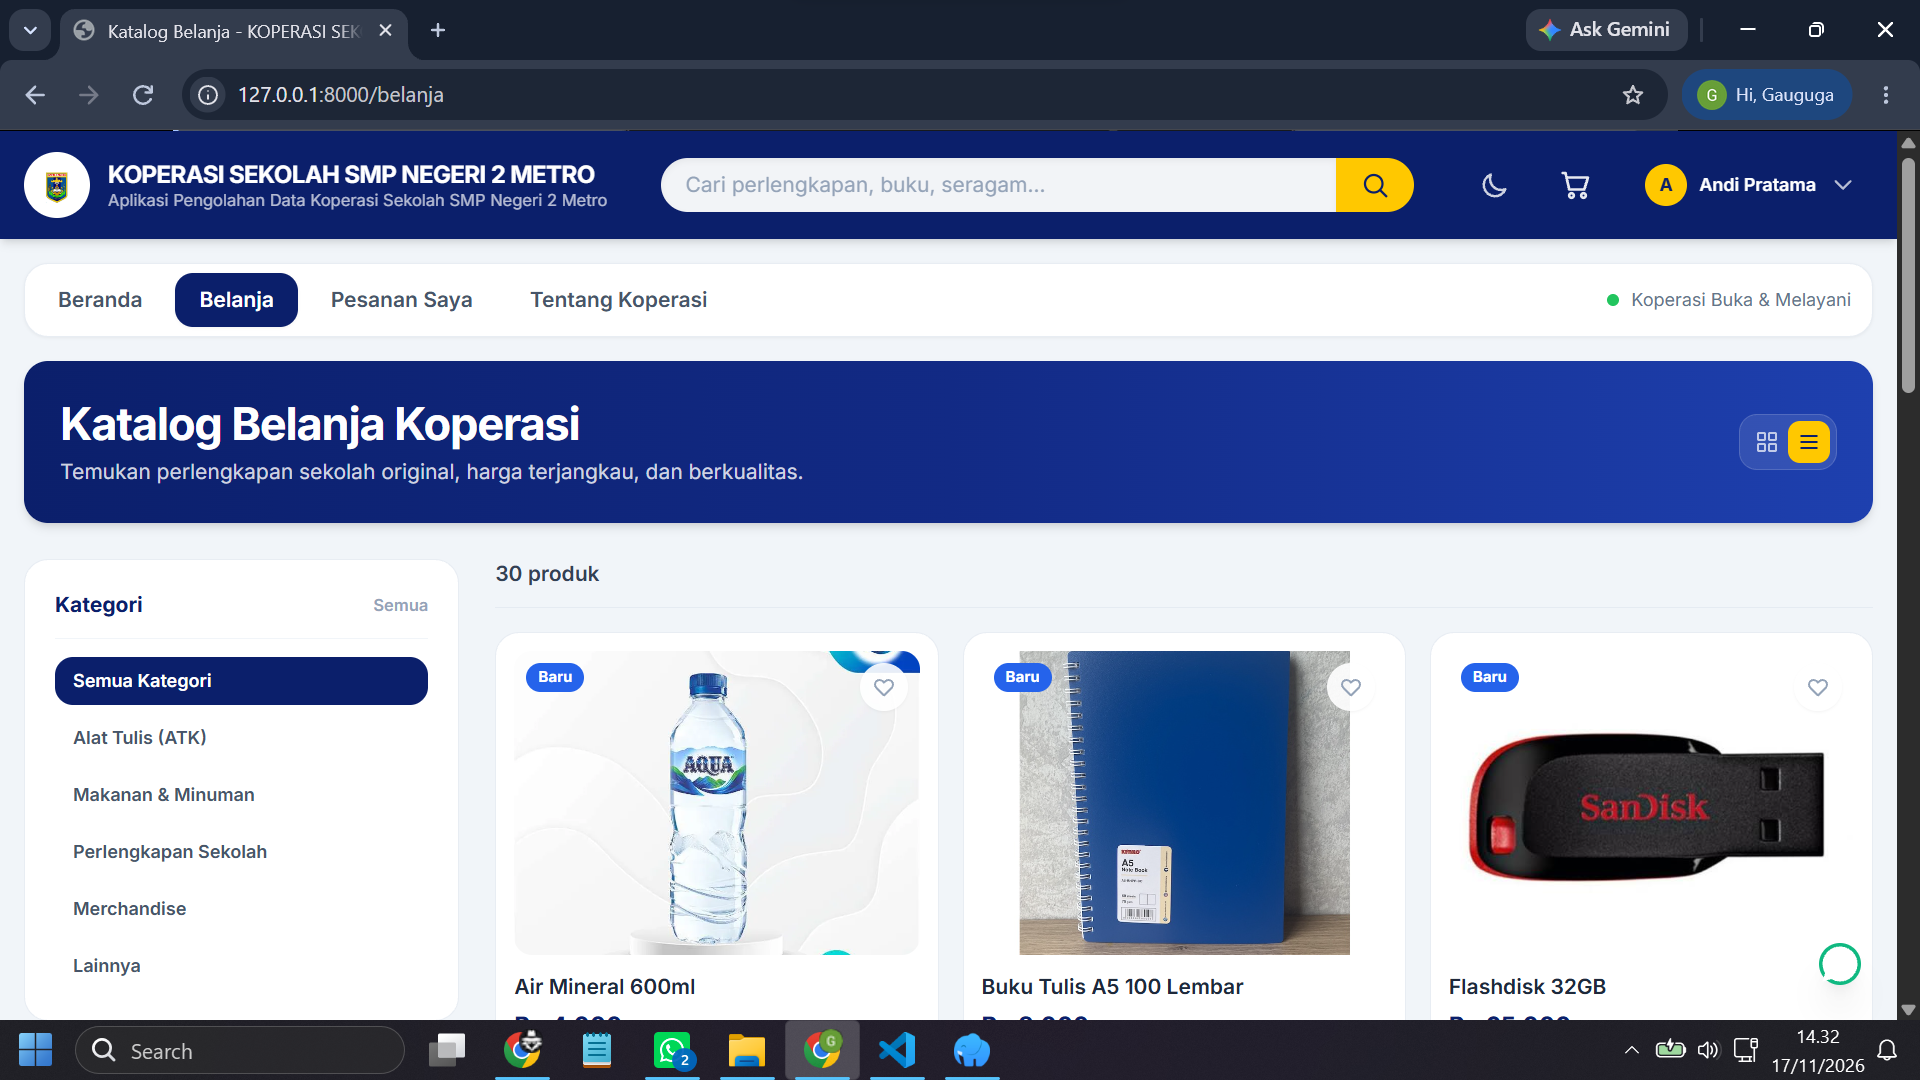 Katalog Belanja - KOPERASI SEK
Ask Gemini
127.0.0.1:8000/belanja
G
Hi, Gauguga
KOPERASI SEKOLAH SMP NEGERI 2 METRO
Aplikasi Pengolahan Data Koperasi Sekolah SMP Negeri 2 Metro
Cari perlengkapan, buku, seragam...
A
Andi Pratama
Beranda
Belanja
Pesanan Saya
Tentang Koperasi
Koperasi Buka & Melayani
Katalog Belanja Koperasi
Temukan perlengkapan sekolah original, harga terjangkau, dan berkualitas.
Kategori
Semua
Semua Kategori
Alat Tulis (ATK)
Makanan & Minuman
Perlengkapan Sekolah
Merchandise
Lainnya
30 produk
Baru
AQUA
Air Mineral 600ml
Baru
A5
Note Book
Buku Tulis A5 100 Lembar
Baru
SanDisk
Flashdisk 32GB
Search
G
2
14.32
17/11/2026